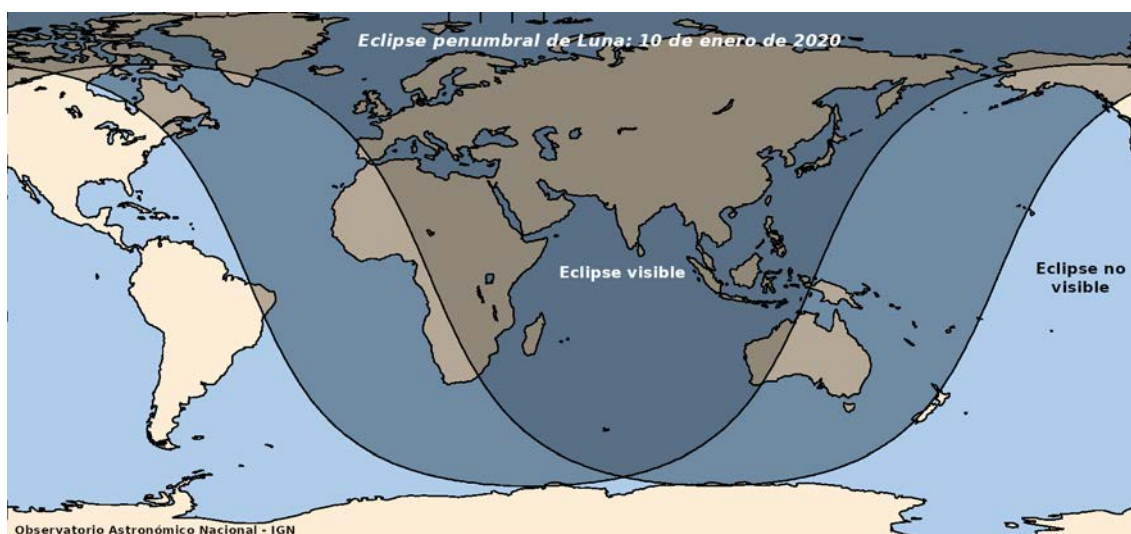 Eclipse penumbral de Luna: 10 de enero de 2020
Eclipse visible
Eclipse no
visible
Observatorio Astronómico Nacional - IGN